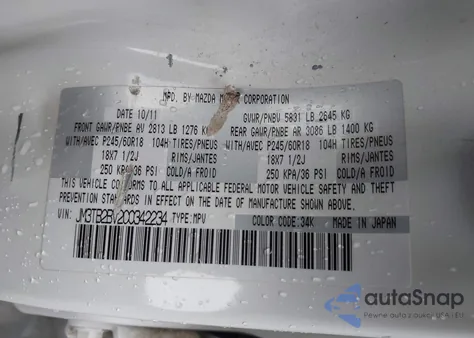 MFD. BY MAZDA MOTOR CORPORATION
DATE 10/11 GVWR/PNBV 5831 LB 2645 KG
FRONT GAWR/PNBE AV 2813 LB 1276 KG REAR GAWR/PNBE AR 3086 LB 1400 KG
WITH/AVEC P245/60R18 104H TIRES/PNEUS WITH/AVEC P245/60R18 104H TIRES/PNEUS
18X7 1/2J RIMS/JANTES 18X7 1/2J RIMS/JANTES
250 KPA/36 PSI COLD/A FROID 250 KPA/36 PSI COLD/A FROID
THIS VEHICLE CONFORMS TO ALL APPLICABLE FEDERAL MOTOR VEHICLE SAFETY AND THEFT
PREVENTION STANDARDS IN EFFECT ON THE DATE OF MANUFACTURE SHOWN ABOVE.
VIN: TYPE:MPV COLOR CODE:34K MADE IN JAPAN
autoSnap
Pewne auta z aukcji USA i EU